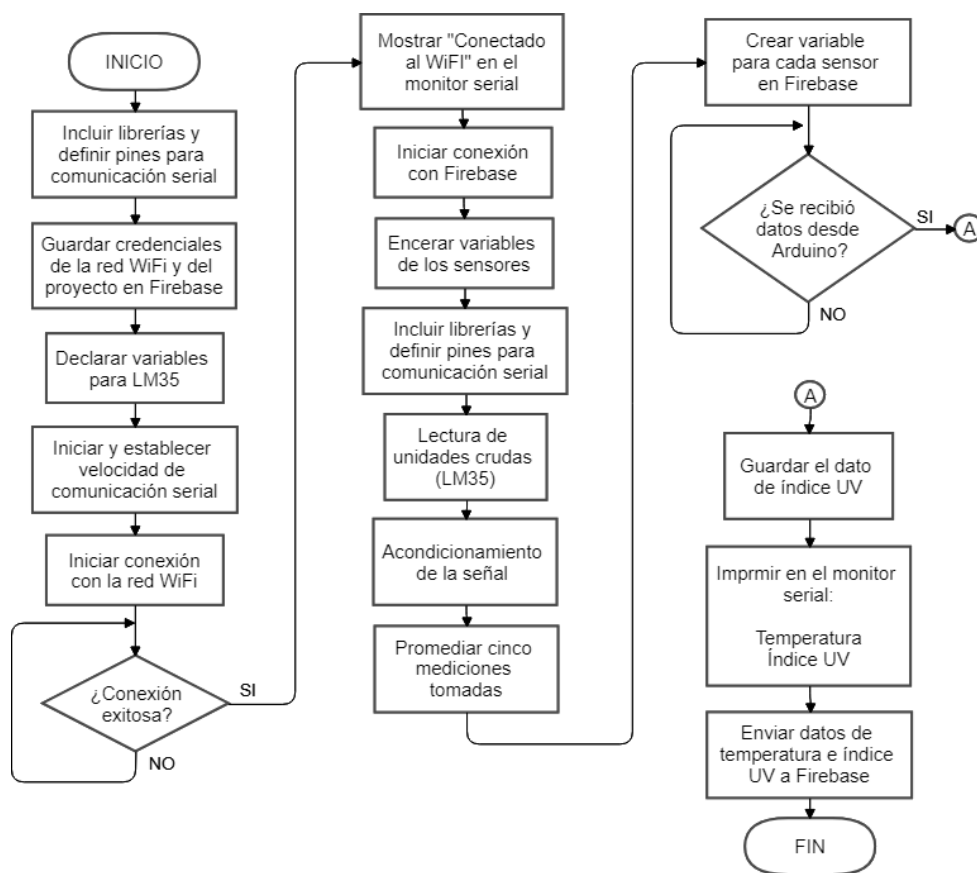 INICIO
Incluir librerías y
definir pines para
comunicación serial
Guardar credenciales
de la red WiFi y del
proyecto en Firebase
Declarar variables
para LM35
Iniciar y establecer
velocidad de
comunicación serial
Iniciar conexión
con la red WiFi
¿Conexión
exitosa?
SI
NO
Mostrar "Conectado
al WiFI" en el
monitor serial
Iniciar conexión
con Firebase
Encerar variables
de los sensores
Incluir librerías y
definir pines para
comunicación serial
Lectura de
unidades crudas
(LM35)
Acondicionamiento
de la señal
Promediar cinco
mediciones
tomadas
Crear variable
para cada sensor
en Firebase
¿Se recibió
datos desde
Arduino?
SI
A
NO
A
Guardar el dato
de índice UV
Imprmir en el monitor
serial:
Temperatura
Índice UV
Enviar datos de
temperatura e índice
UV a Firebase
FIN